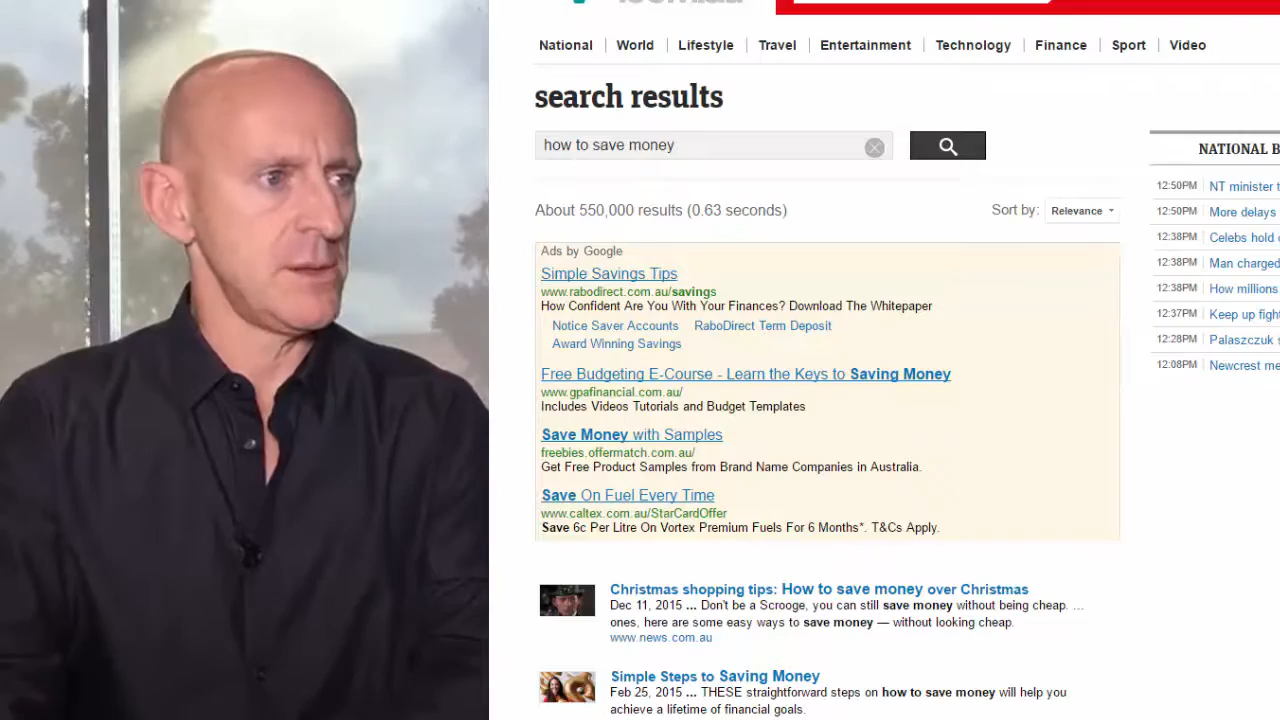 National World Lifestyle Travel Entertainment Technology Finance Sport Video
search results
how to save money
About 550,000 results (0.63 seconds)
Sort by: Relevance
Ads by Google
Simple Savings Tips
www.rabodirect.com.au/savings
How Confident Are You With Your Finances? Download The Whitepaper
Notice Saver Accounts RaboDirect Term Deposit
Award Winning Savings
Free Budgeting E-Course - Learn the Keys to Saving Money
www.gpafinancial.com.au/
Includes Videos Tutorials and Budget Templates
Save Money with Samples
freebies.offermatch.com.au/
Get Free Product Samples from Brand Name Companies in Australia.
Save On Fuel Every Time
www.caltex.com.au/StarCardOffer
Save 6c Per Litre On Vortex Premium Fuels For 6 Months*. T&Cs Apply.
Christmas shopping tips: How to save money over Christmas
Dec 11, 2015 ... Don't be a Scrooge, you can still save money without being cheap. ...
ones, here are some easy ways to save money — without looking cheap.
www.news.com.au
Simple Steps to Saving Money
Feb 25, 2015 ... THESE straightforward steps on how to save money will help you
achieve a lifetime of financial goals.
NATIONAL B
12:50PM NT minister t
12:50PM More delays
12:38PM Celebs hold
12:38PM Man charged
12:38PM How millions
12:37PM Keep up figh
12:28PM Palaszczuk
12:08PM Newcrest me